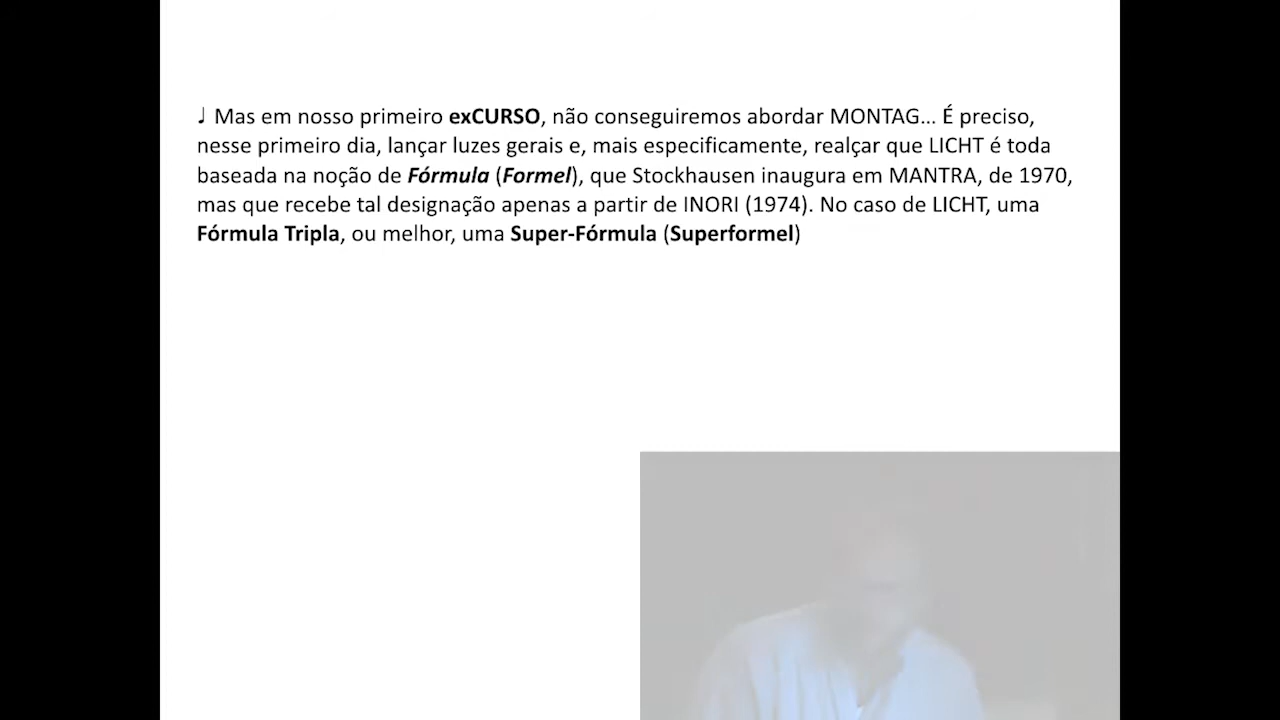 ♩ Mas em nosso primeiro exCURSO, não conseguiremos abordar MONTAG... É preciso,
nesse primeiro dia, lançar luzes gerais e, mais especificamente, realçar que LICHT é toda
baseada na noção de Fórmula (Formel), que Stockhausen inaugura em MANTRA, de 1970,
mas que recebe tal designação apenas a partir de INORI (1974). No caso de LICHT, uma
Fórmula Tripla, ou melhor, uma Super-Fórmula (Superformel)